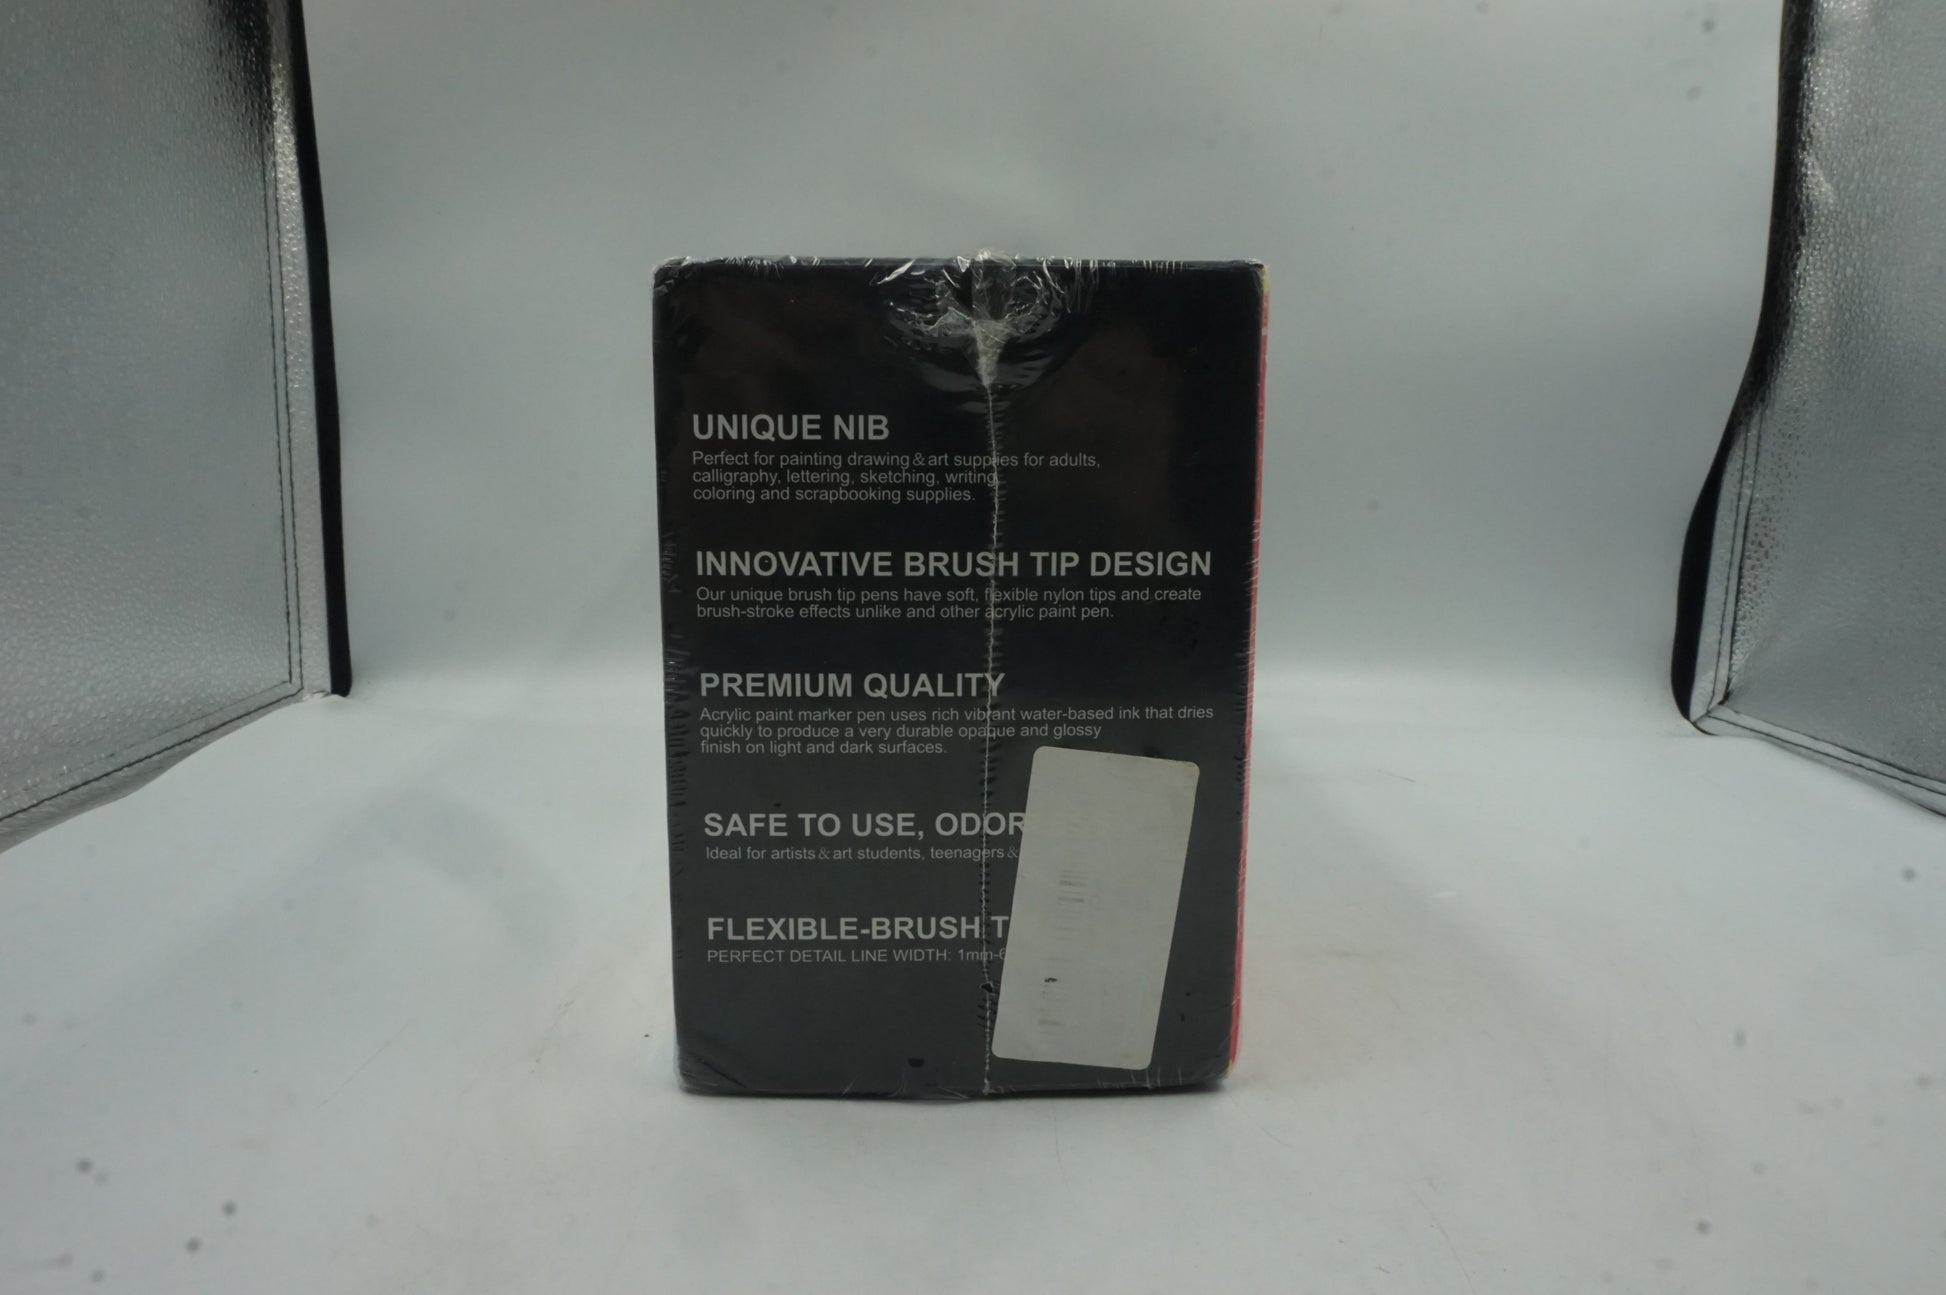 UNIQUE NIB
Perfect for painting drawing & art supplies for adults,
calligraphy, lettering, sketching, writing,
coloring and scrapbooking supplies.
INNOVATIVE BRUSH TIP DESIGN
Our unique brush tip pens have soft, flexible nylon tips and create
brush-stroke effects unlike and other acrylic paint pen.
PREMIUM QUALITY
Acrylic paint marker pen uses rich vibrant water-based ink that dries
quickly to produce a very durable opaque and glossy
finish on light and dark surfaces.
SAFE TO USE, ODOR
Ideal for artists & art students, teenagers &
FLEXIBLE-BRUSH T
PERFECT DETAIL LINE WIDTH: 1mm-6